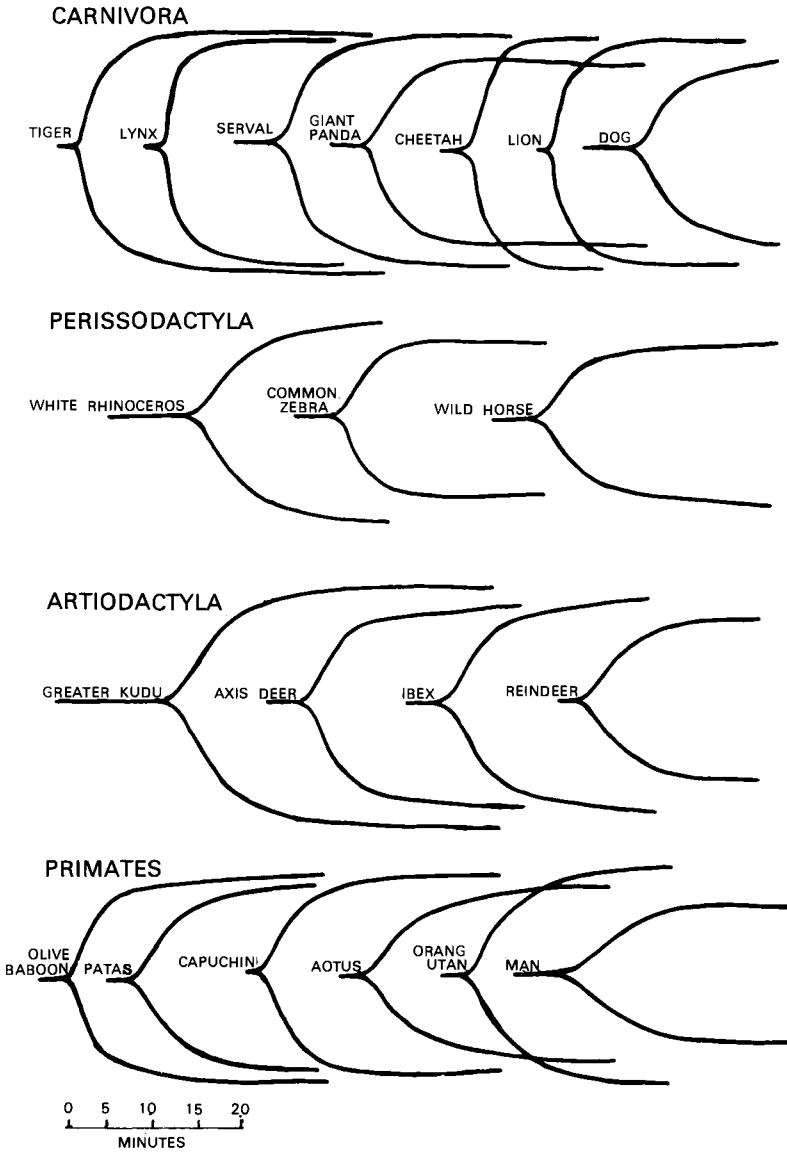 CARNIVORA
TIGER
LYNX
SERVAL
GIANT
PANDA
CHEETAH
LION
DOG
PERISSODACTYLA
WHITE RHINOCEROS
COMMON
ZEBRA
WILD HORSE
ARTIODACTYLA
GREATER KUDU
AXIS DEER
IBEX
REINDEER
PRIMATES
OLIVE
BABOON
PATAS
CAPUCHIN
AOTUS
ORANG
UTAN
MAN
0 5 10 15 20
MINUTES